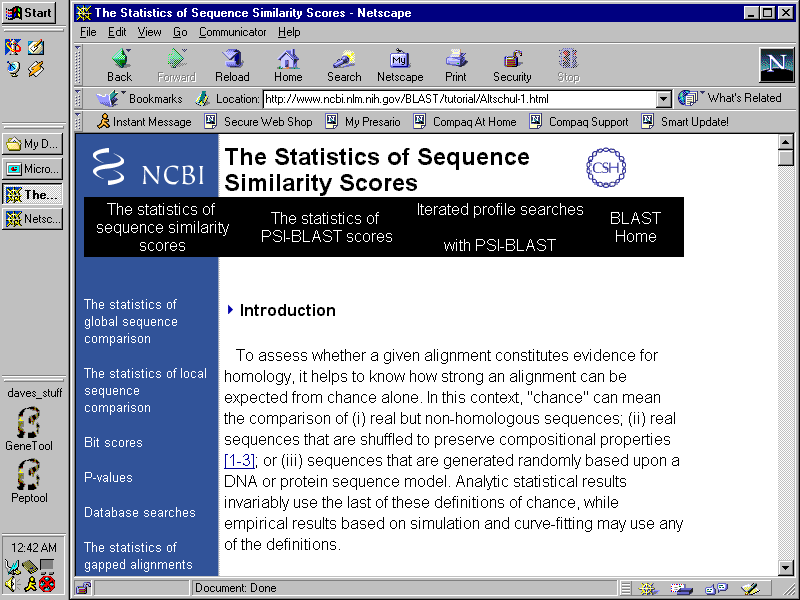 Start
The Statistics of Sequence Similarity Scores - Netscape
File Edit View Go Communicator Help
Back Forward Reload Home Search Netscape Print Security Stop
My
N
Bookmarks Location: http://www.ncbi.nlm.nih.gov/BLAST/tutorial/Altschul-1.html What's Related
Instant Message Secure Web Shop My Presario Compaq At Home Compaq Support Smart Update!
My D...
Micro...
The...
Netsc...
daves_stuff
GeneTool
Peptool
12:42 AM
NCBI
The Statistics of Sequence
Similarity Scores
CSH
The statistics of
sequence similarity
scores
The statistics of
PSI-BLAST scores
Iterated profile searches
with PSI-BLAST
BLAST
Home
The statistics of
global sequence
comparison
The statistics of local
sequence
comparison
Bit scores
P-values
Database searches
The statistics of
gapped alignments
Introduction
To assess whether a given alignment constitutes evidence for
homology, it helps to know how strong an alignment can be
expected from chance alone. In this context, "chance" can mean
the comparison of (i) real but non-homologous sequences; (ii) real
sequences that are shuffled to preserve compositional properties
[1-3]; or (iii) sequences that are generated randomly based upon a
DNA or protein sequence model. Analytic statistical results
invariably use the last of these definitions of chance, while
empirical results based on simulation and curve-fitting may use any
of the definitions.
Document: Done